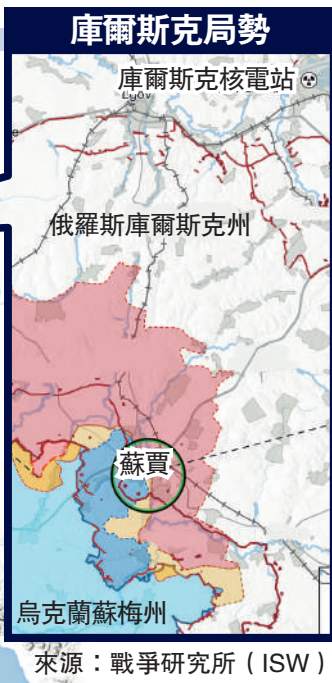 庫爾斯克局勢
庫爾斯克核電站
Lgov
俄羅斯庫爾斯克州
蘇賈
烏克蘭蘇梅州
來源：戰爭研究所（ISW）